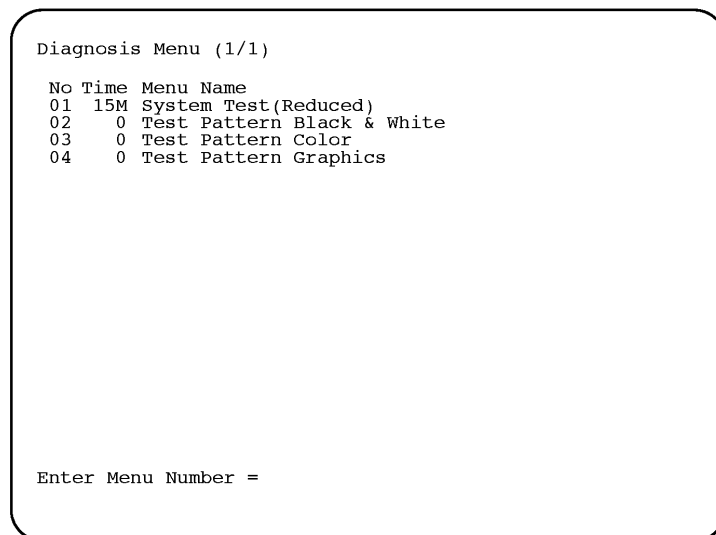 Diagnosis Menu (1/1)
No Time Menu Name
01 15M System Test(Reduced)
02 0 Test Pattern Black & White
03 0 Test Pattern Color
04 0 Test Pattern Graphics
Enter Menu Number =